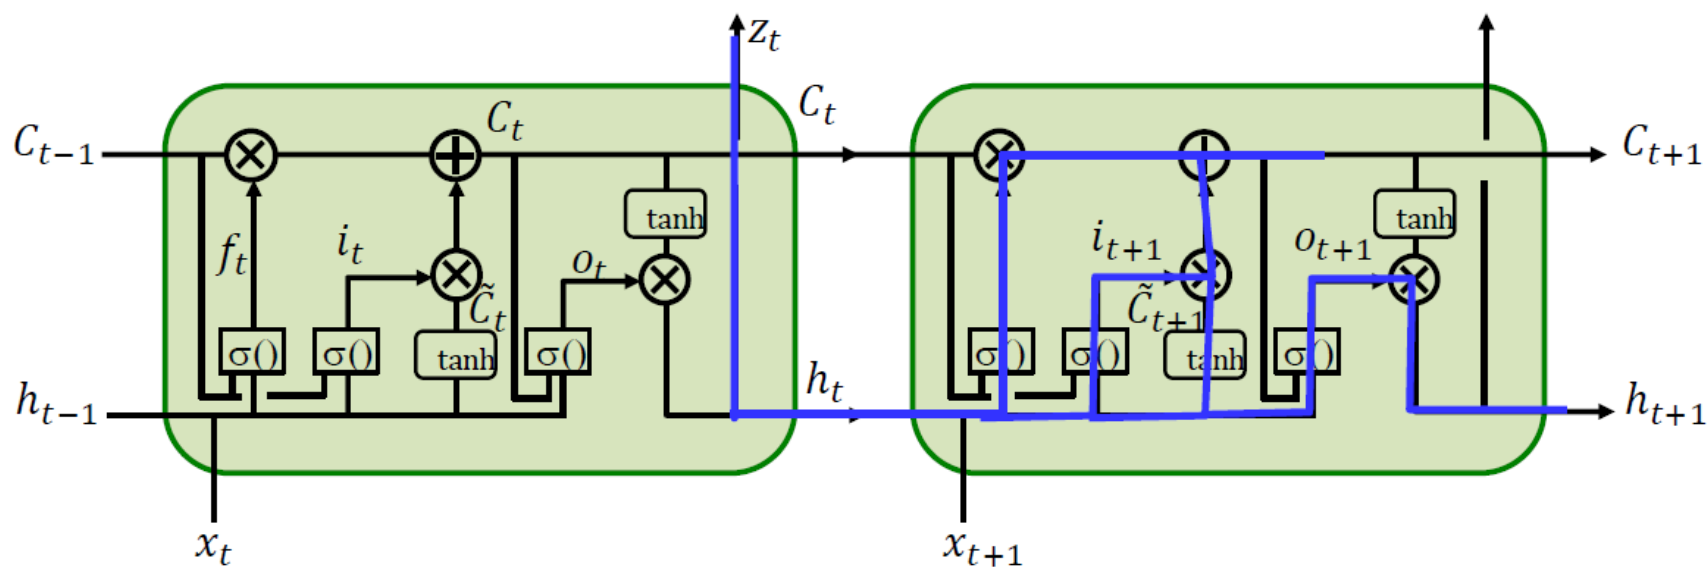 z_t
C_{t-1} C_t C_t C_{t+1}
tanh tanh
f_t i_t o_t i_{t+1} o_{t+1}
C̃_t C̃_{t+1}
σ() σ() tanh σ() σ() σ() tanh σ()
h_{t-1} h_t h_{t+1}
x_t x_{t+1}